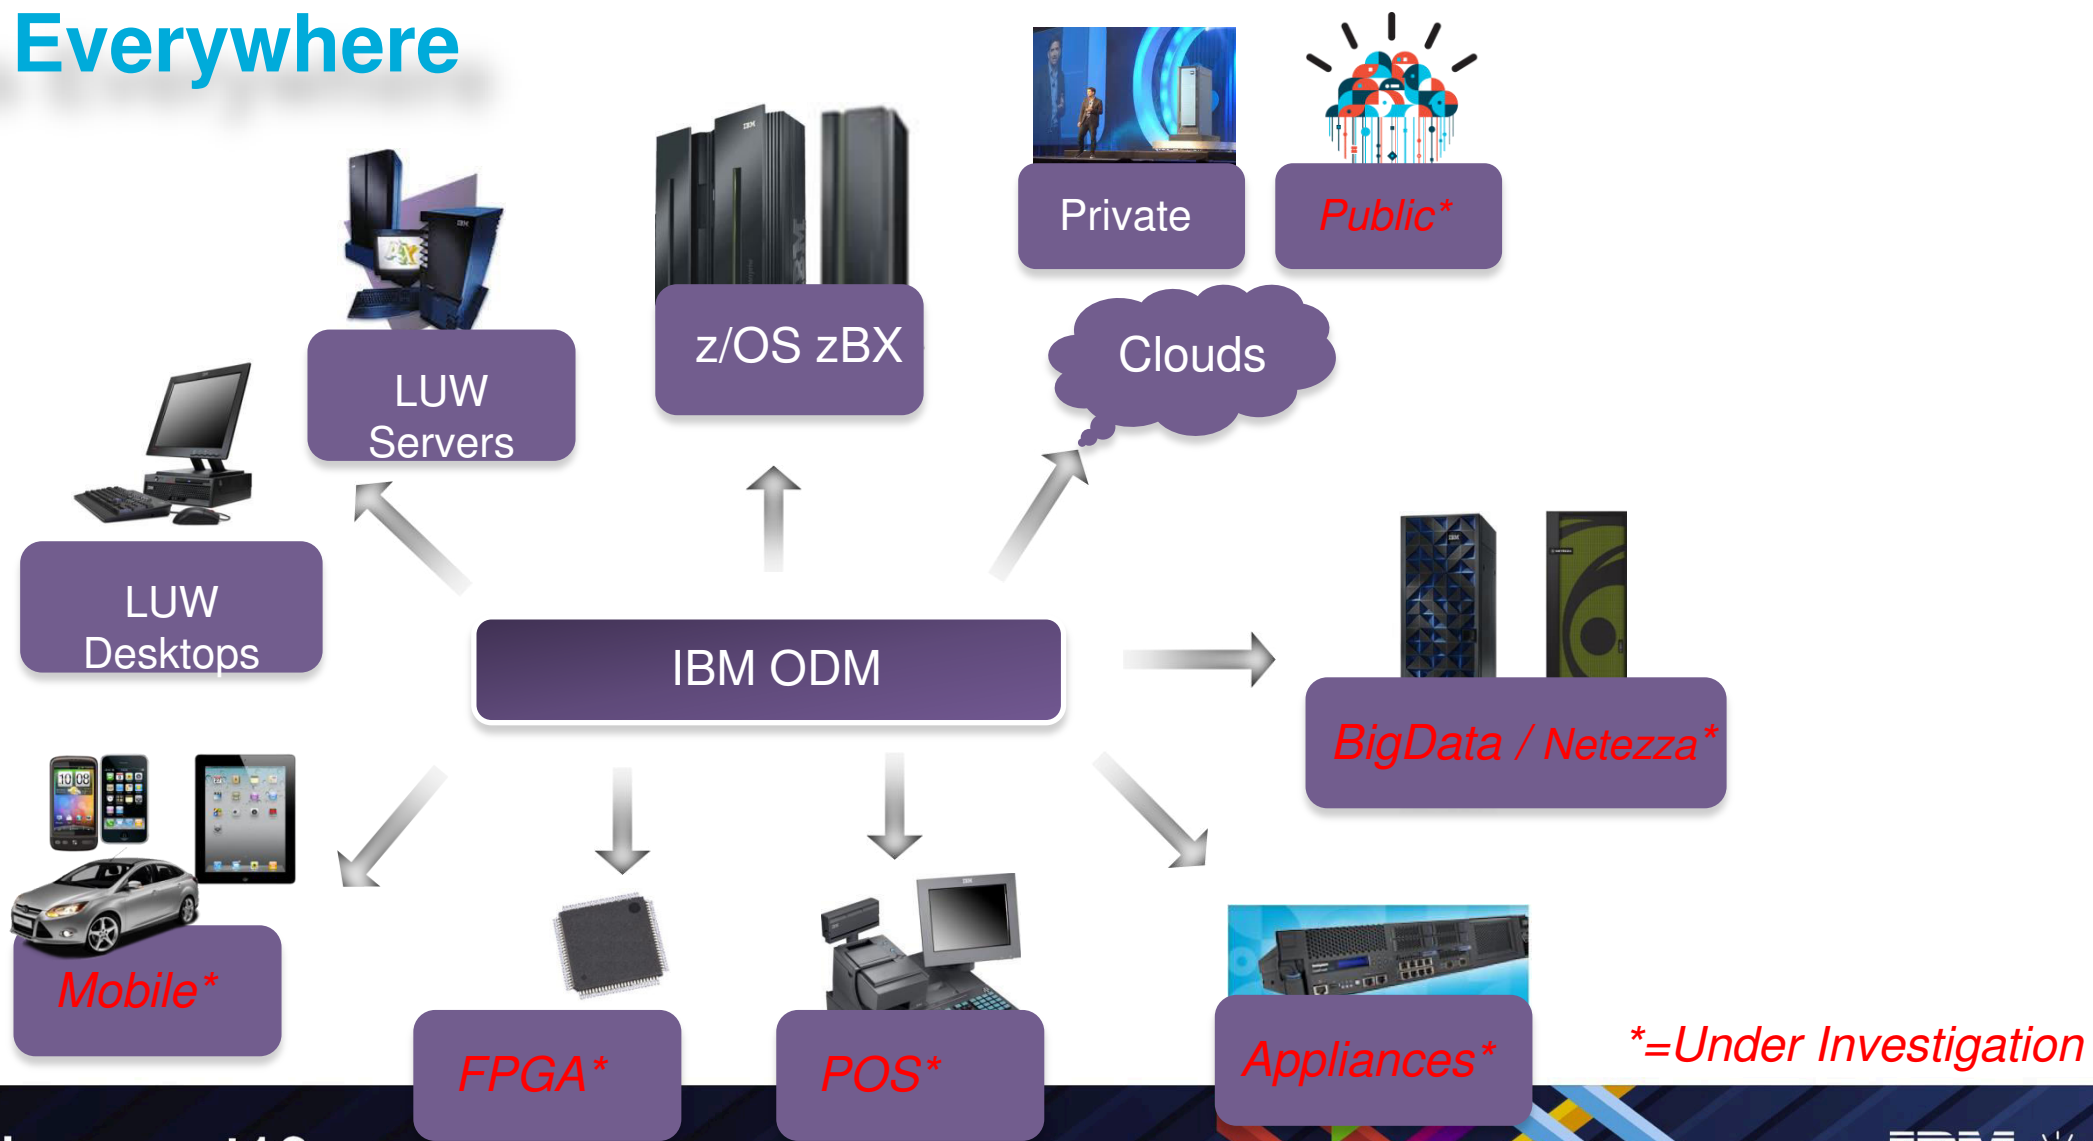 Everywhere
Private
Public*
z/OS zBX
Clouds
LUW
Servers
LUW
Desktops
IBM ODM
BigData / Netezza*
Mobile*
FPGA*
POS*
Appliances*
*=Under Investigation